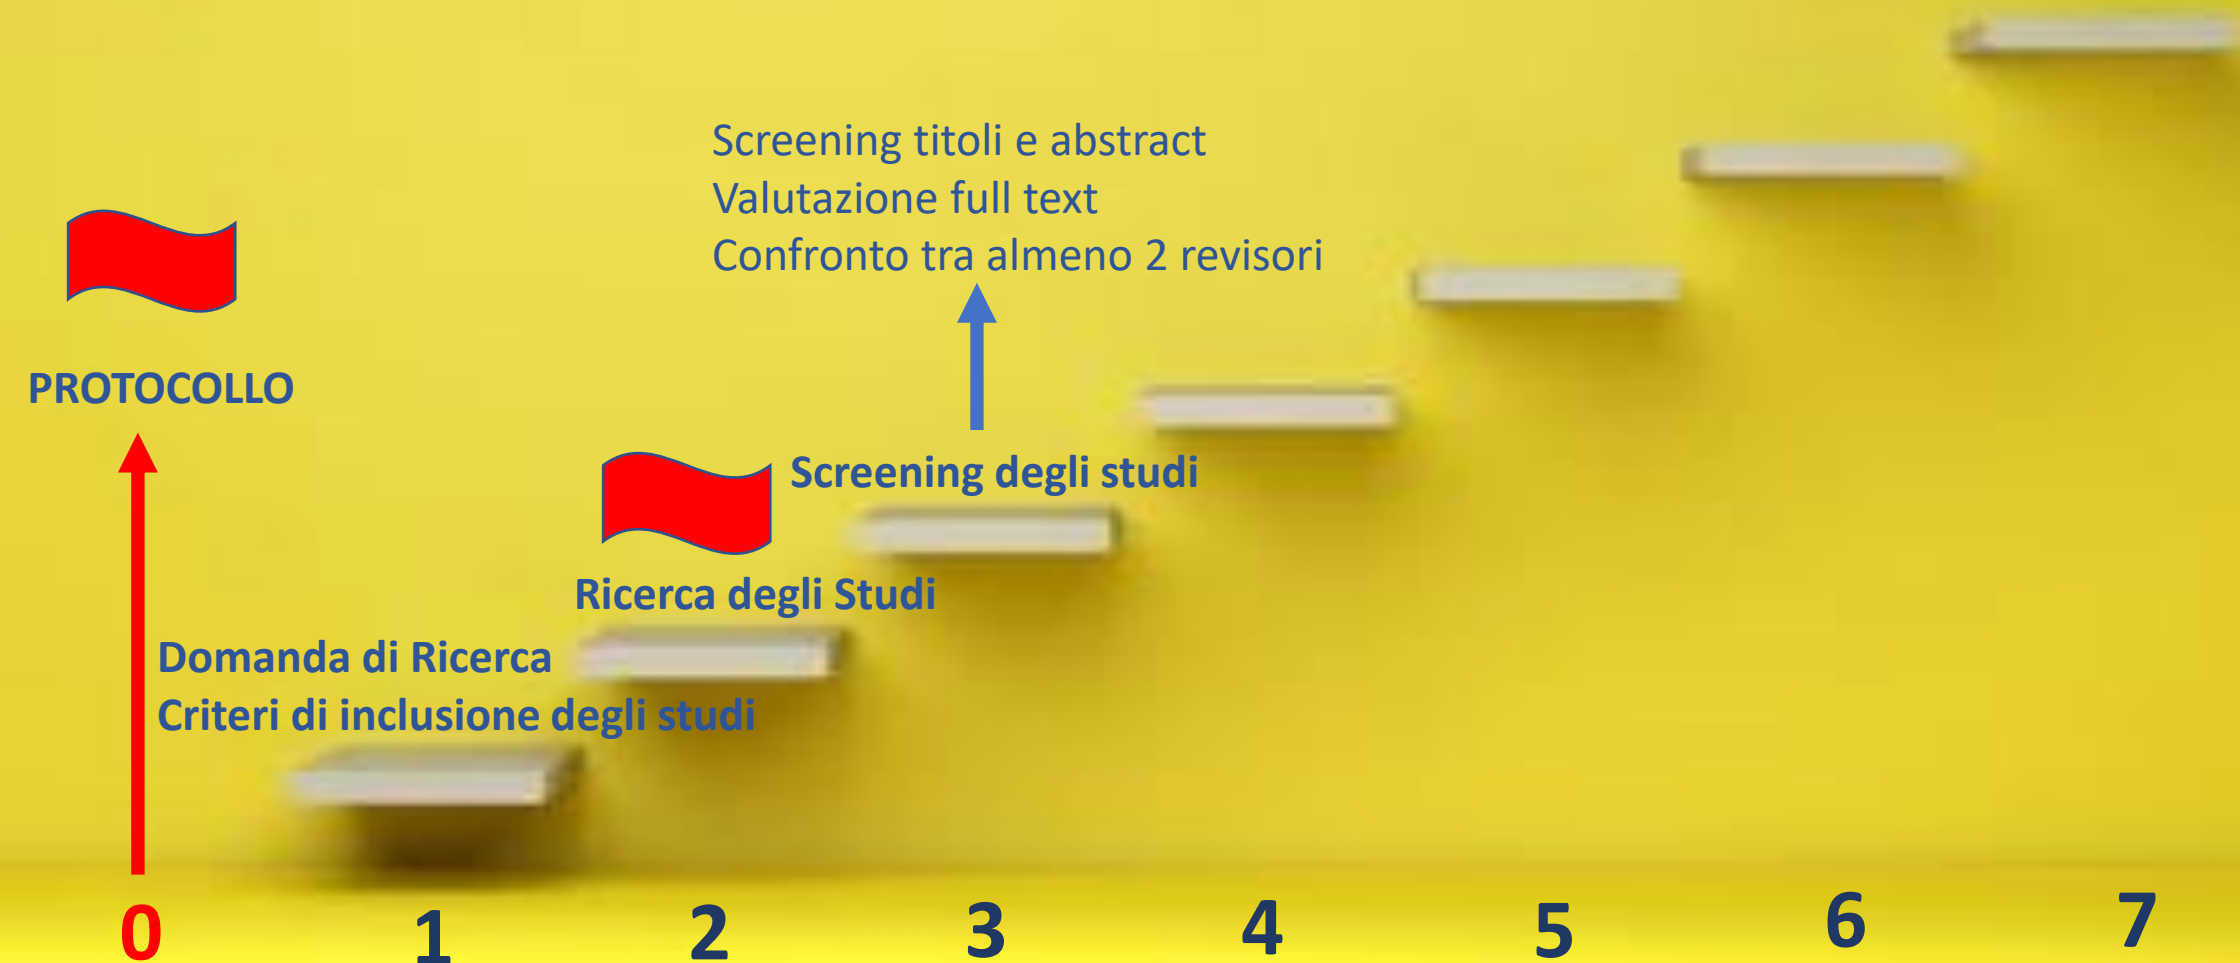 Screening titoli e abstract
Valutazione full text
Confronto tra almeno 2 revisori
PROTOCOLLO
Screening degli studi
Ricerca degli Studi
Domanda di Ricerca
Criteri di inclusione degli studi
0 1 2 3 4 5 6 7